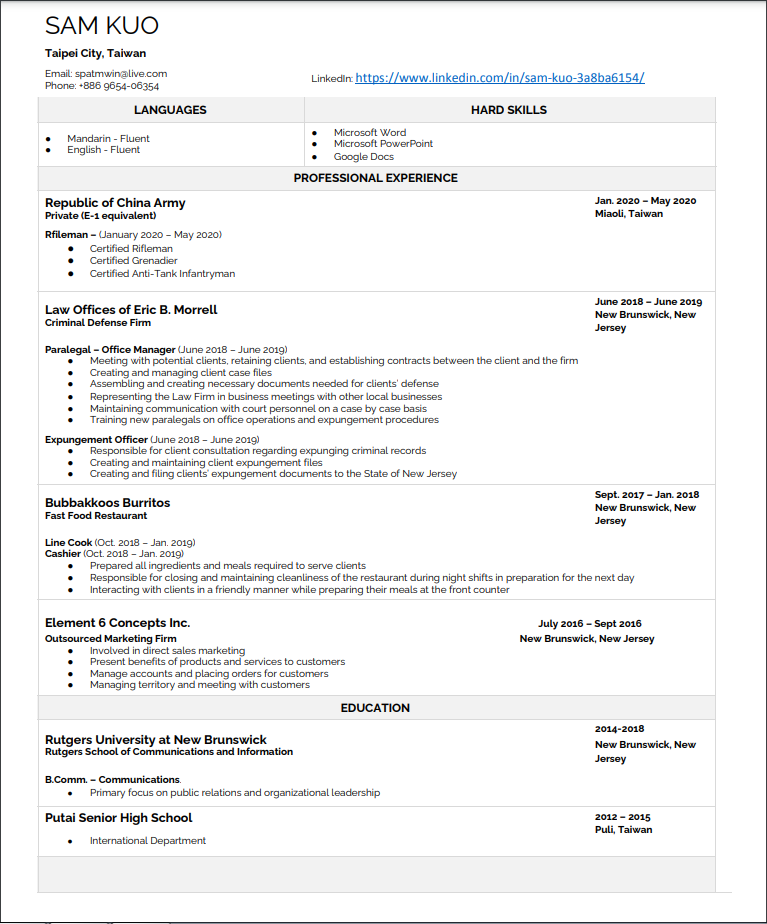 SAM KUO
Taipei City, Taiwan
Email: spatmwin@live.com
Phone: +886 9654-06354
LinkedIn: https://www.linkedin.com/in/sam-kuo-3a8ba6154/
LANGUAGES
HARD SKILLS
● Mandarin - Fluent
● English - Fluent
● Microsoft Word
● Microsoft PowerPoint
● Google Docs
PROFESSIONAL EXPERIENCE
Republic of China Army
Private (E-1 equivalent)
Jan. 2020 – May 2020
Miaoli, Taiwan
Rfileman – (January 2020 – May 2020)
● Certified Rifleman
● Certified Grenadier
● Certified Anti-Tank Infantryman
Law Offices of Eric B. Morrell
Criminal Defense Firm
June 2018 – June 2019
New Brunswick, New
Jersey
Paralegal – Office Manager (June 2018 – June 2019)
● Meeting with potential clients, retaining clients, and establishing contracts between the client and the firm
● Creating and managing client case files
● Assembling and creating necessary documents needed for clients' defense
● Representing the Law Firm in business meetings with other local businesses
● Maintaining communication with court personnel on a case by case basis
● Training new paralegals on office operations and expungement procedures
Expungement Officer (June 2018 – June 2019)
● Responsible for client consultation regarding expunging criminal records
● Creating and maintaining client expungement files
● Creating and filing clients' expungement documents to the State of New Jersey
Bubbakkoos Burritos
Fast Food Restaurant
Sept. 2017 – Jan. 2018
New Brunswick, New
Jersey
Line Cook (Oct. 2018 – Jan. 2019)
Cashier (Oct. 2018 – Jan. 2019)
● Prepared all ingredients and meals required to serve clients
● Responsible for closing and maintaining cleanliness of the restaurant during night shifts in preparation for the next day
● Interacting with clients in a friendly manner while preparing their meals at the front counter
Element 6 Concepts Inc.
Outsourced Marketing Firm
July 2016 – Sept 2016
New Brunswick, New Jersey
● Involved in direct sales marketing
● Present benefits of products and services to customers
● Manage accounts and placing orders for customers
● Managing territory and meeting with customers
EDUCATION
Rutgers University at New Brunswick
Rutgers School of Communications and Information
2014-2018
New Brunswick, New
Jersey
B.Comm. – Communications.
● Primary focus on public relations and organizational leadership
Putai Senior High School
2012 – 2015
Puli, Taiwan
● International Department